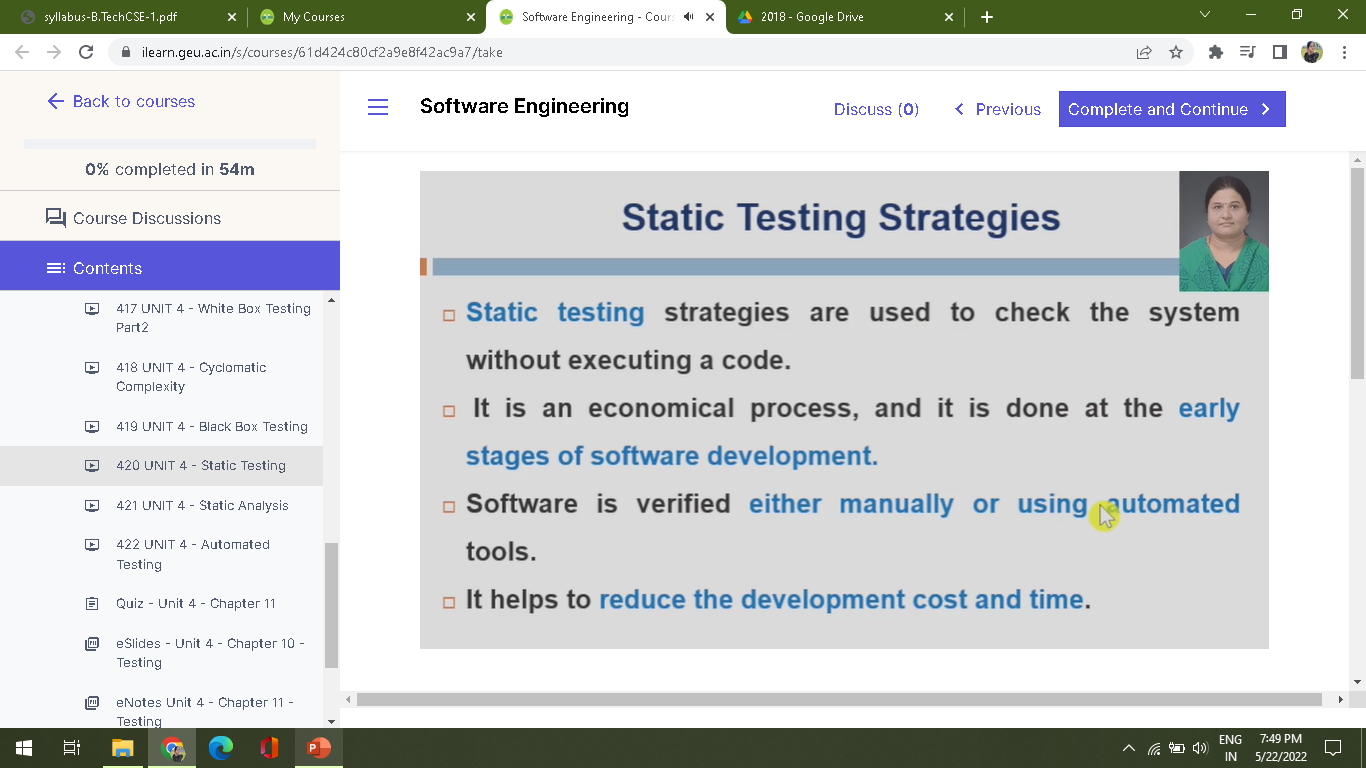 syllabus-B.TechCSE-1.pdf
My Courses
Software Engineering - Cour
2018 - Google Drive
ilearn.geu.ac.in/s/courses/61d424c80cf2a9e8f42ac9a7/take
Back to courses
0% completed in 54m
Course Discussions
Contents
417 UNIT 4 - White Box Testing
Part2
418 UNIT 4 - Cyclomatic
Complexity
419 UNIT 4 - Black Box Testing
420 UNIT 4 - Static Testing
421 UNIT 4 - Static Analysis
422 UNIT 4 - Automated
Testing
Quiz - Unit 4 - Chapter 11
eSlides - Unit 4 - Chapter 10 -
Testing
eNotes Unit 4 - Chapter 11 -
Testing
Software Engineering
Discuss (0)
Previous
Complete and Continue
Static Testing Strategies
Static testing strategies are used to check the system
without executing a code.
It is an economical process, and it is done at the early
stages of software development.
Software is verified either manually or using automated
tools.
It helps to reduce the development cost and time.
ENG
IN
7:49 PM
5/22/2022